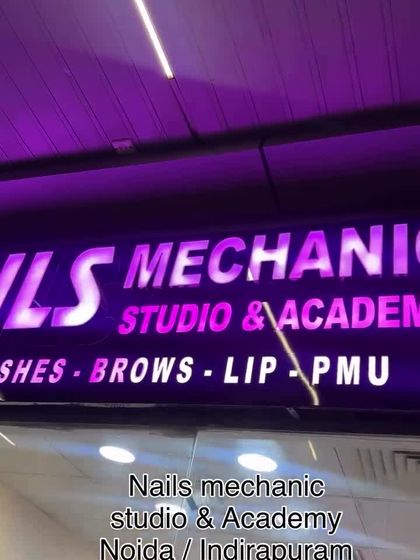 ILS MECHANIC
STUDIO & ACADEM
SHES - BROWS - LIP - PMU
Nails mechanic
studio & Academy
Noida / Indirapuram